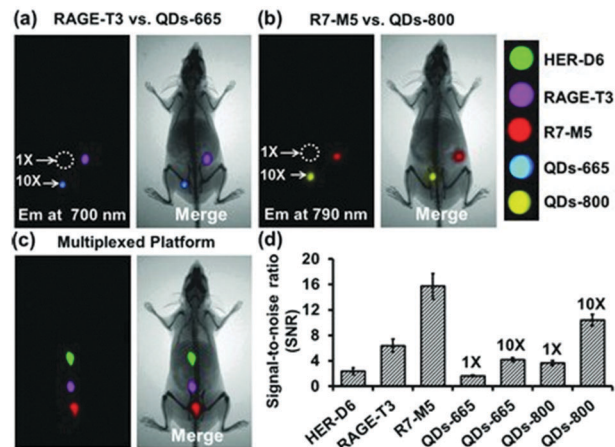 (a) RAGE-T3 vs. QDs-665
1X
10X
Em at 700 nm
Merge
(b) R7-M5 vs. QDs-800
1X
10X
Em at 790 nm
Merge
HER-D6
RAGE-T3
R7-M5
QDs-665
QDs-800
(c) Multiplexed Platform
Merge
(d)
Signal-to-noise ratio
(SNR)
20
16
12
8
4
0
1X
10X
1X
10X
HER-D6
RAGE-T3
R7-M5
QDs-665
QDs-665
QDs-800
QDs-800